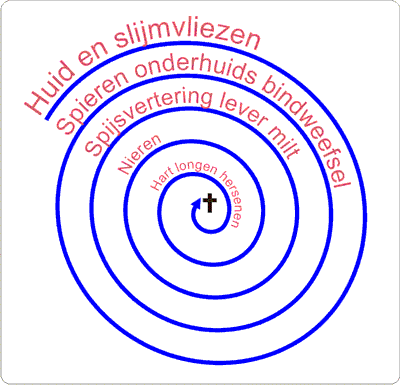 Huid en slijmvliezen
Spieren onderhuids bindweefsel
Spijsvertering lever milt
Nieren
Hart longen hersenen